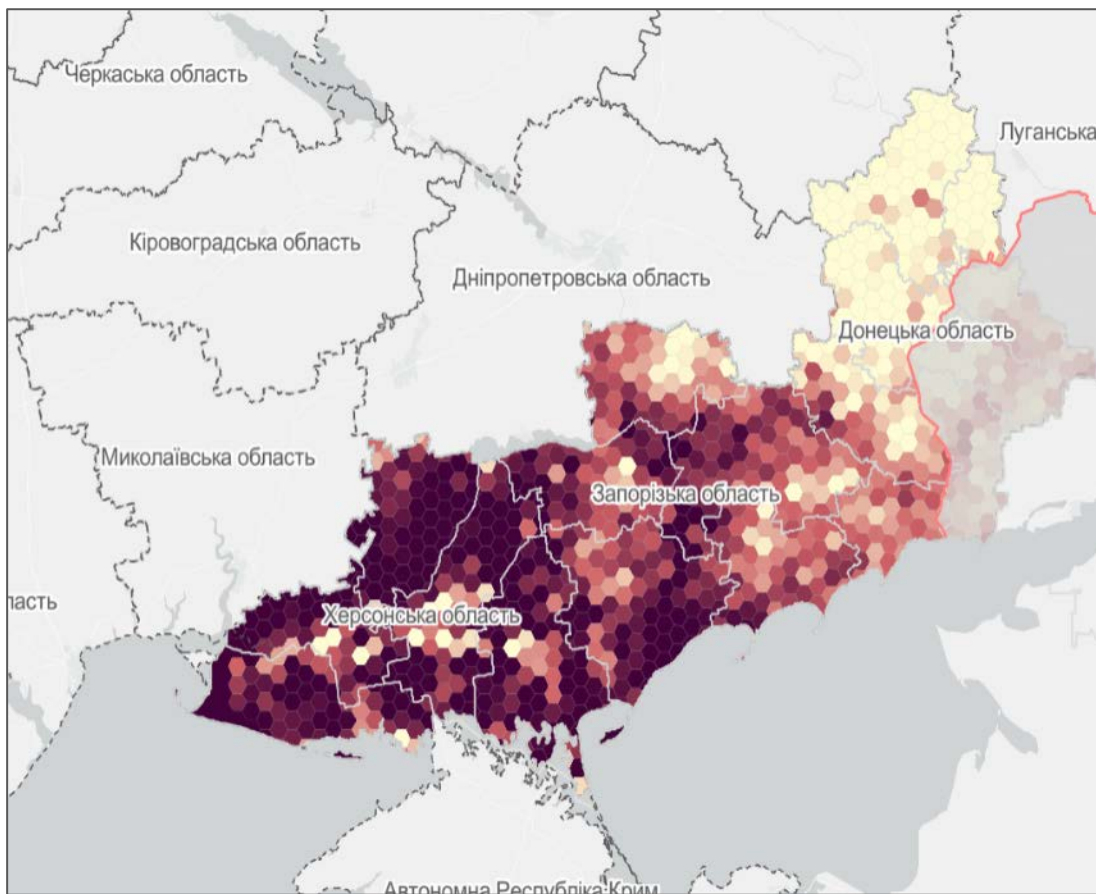 Черкаська область
Луганська
Кіровоградська область
Дніпропетровська область
Донецька область
Миколаївська область
Запорізька область
ласть
Херсонська область
Автономна Республіка Крим